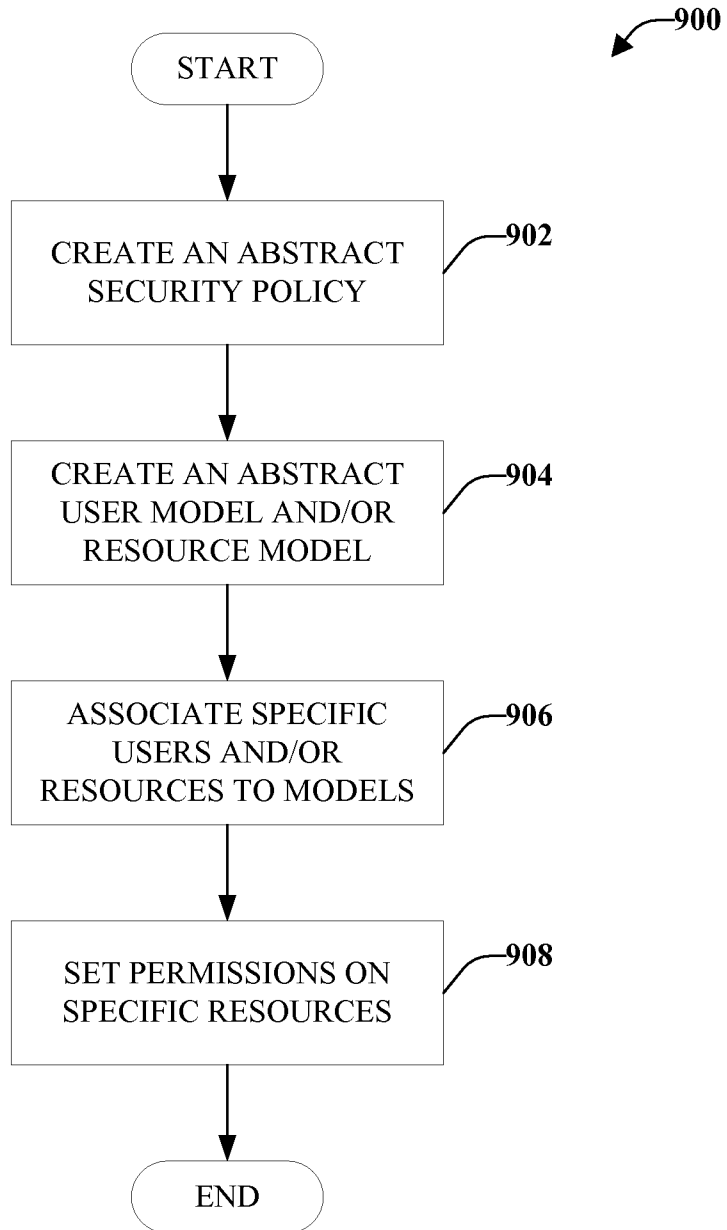 900
START
CREATE AN ABSTRACT
SECURITY POLICY
902
CREATE AN ABSTRACT
USER MODEL AND/OR
RESOURCE MODEL
904
ASSOCIATE SPECIFIC
USERS AND/OR
RESOURCES TO MODELS
906
SET PERMISSIONS ON
SPECIFIC RESOURCES
908
END